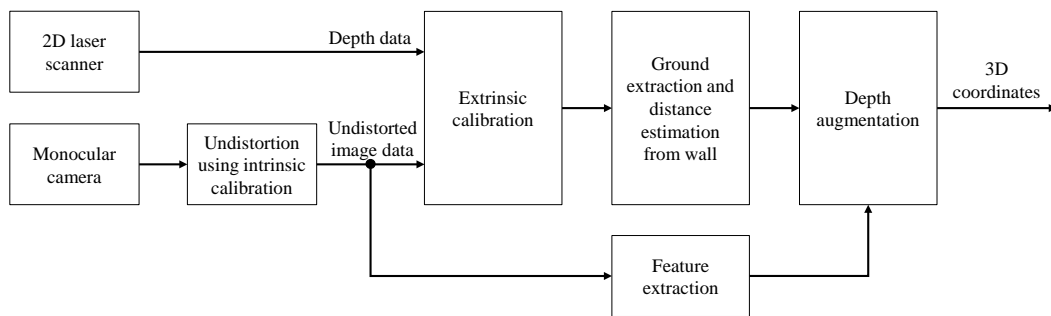 2D laser
scanner
Depth data
Monocular
camera
Undistortion
using intrinsic
calibration
Undistorted
image data
Extrinsic
calibration
Ground
extraction and
distance
estimation
from wall
Feature
extraction
Depth
augmentation
3D
coordinates